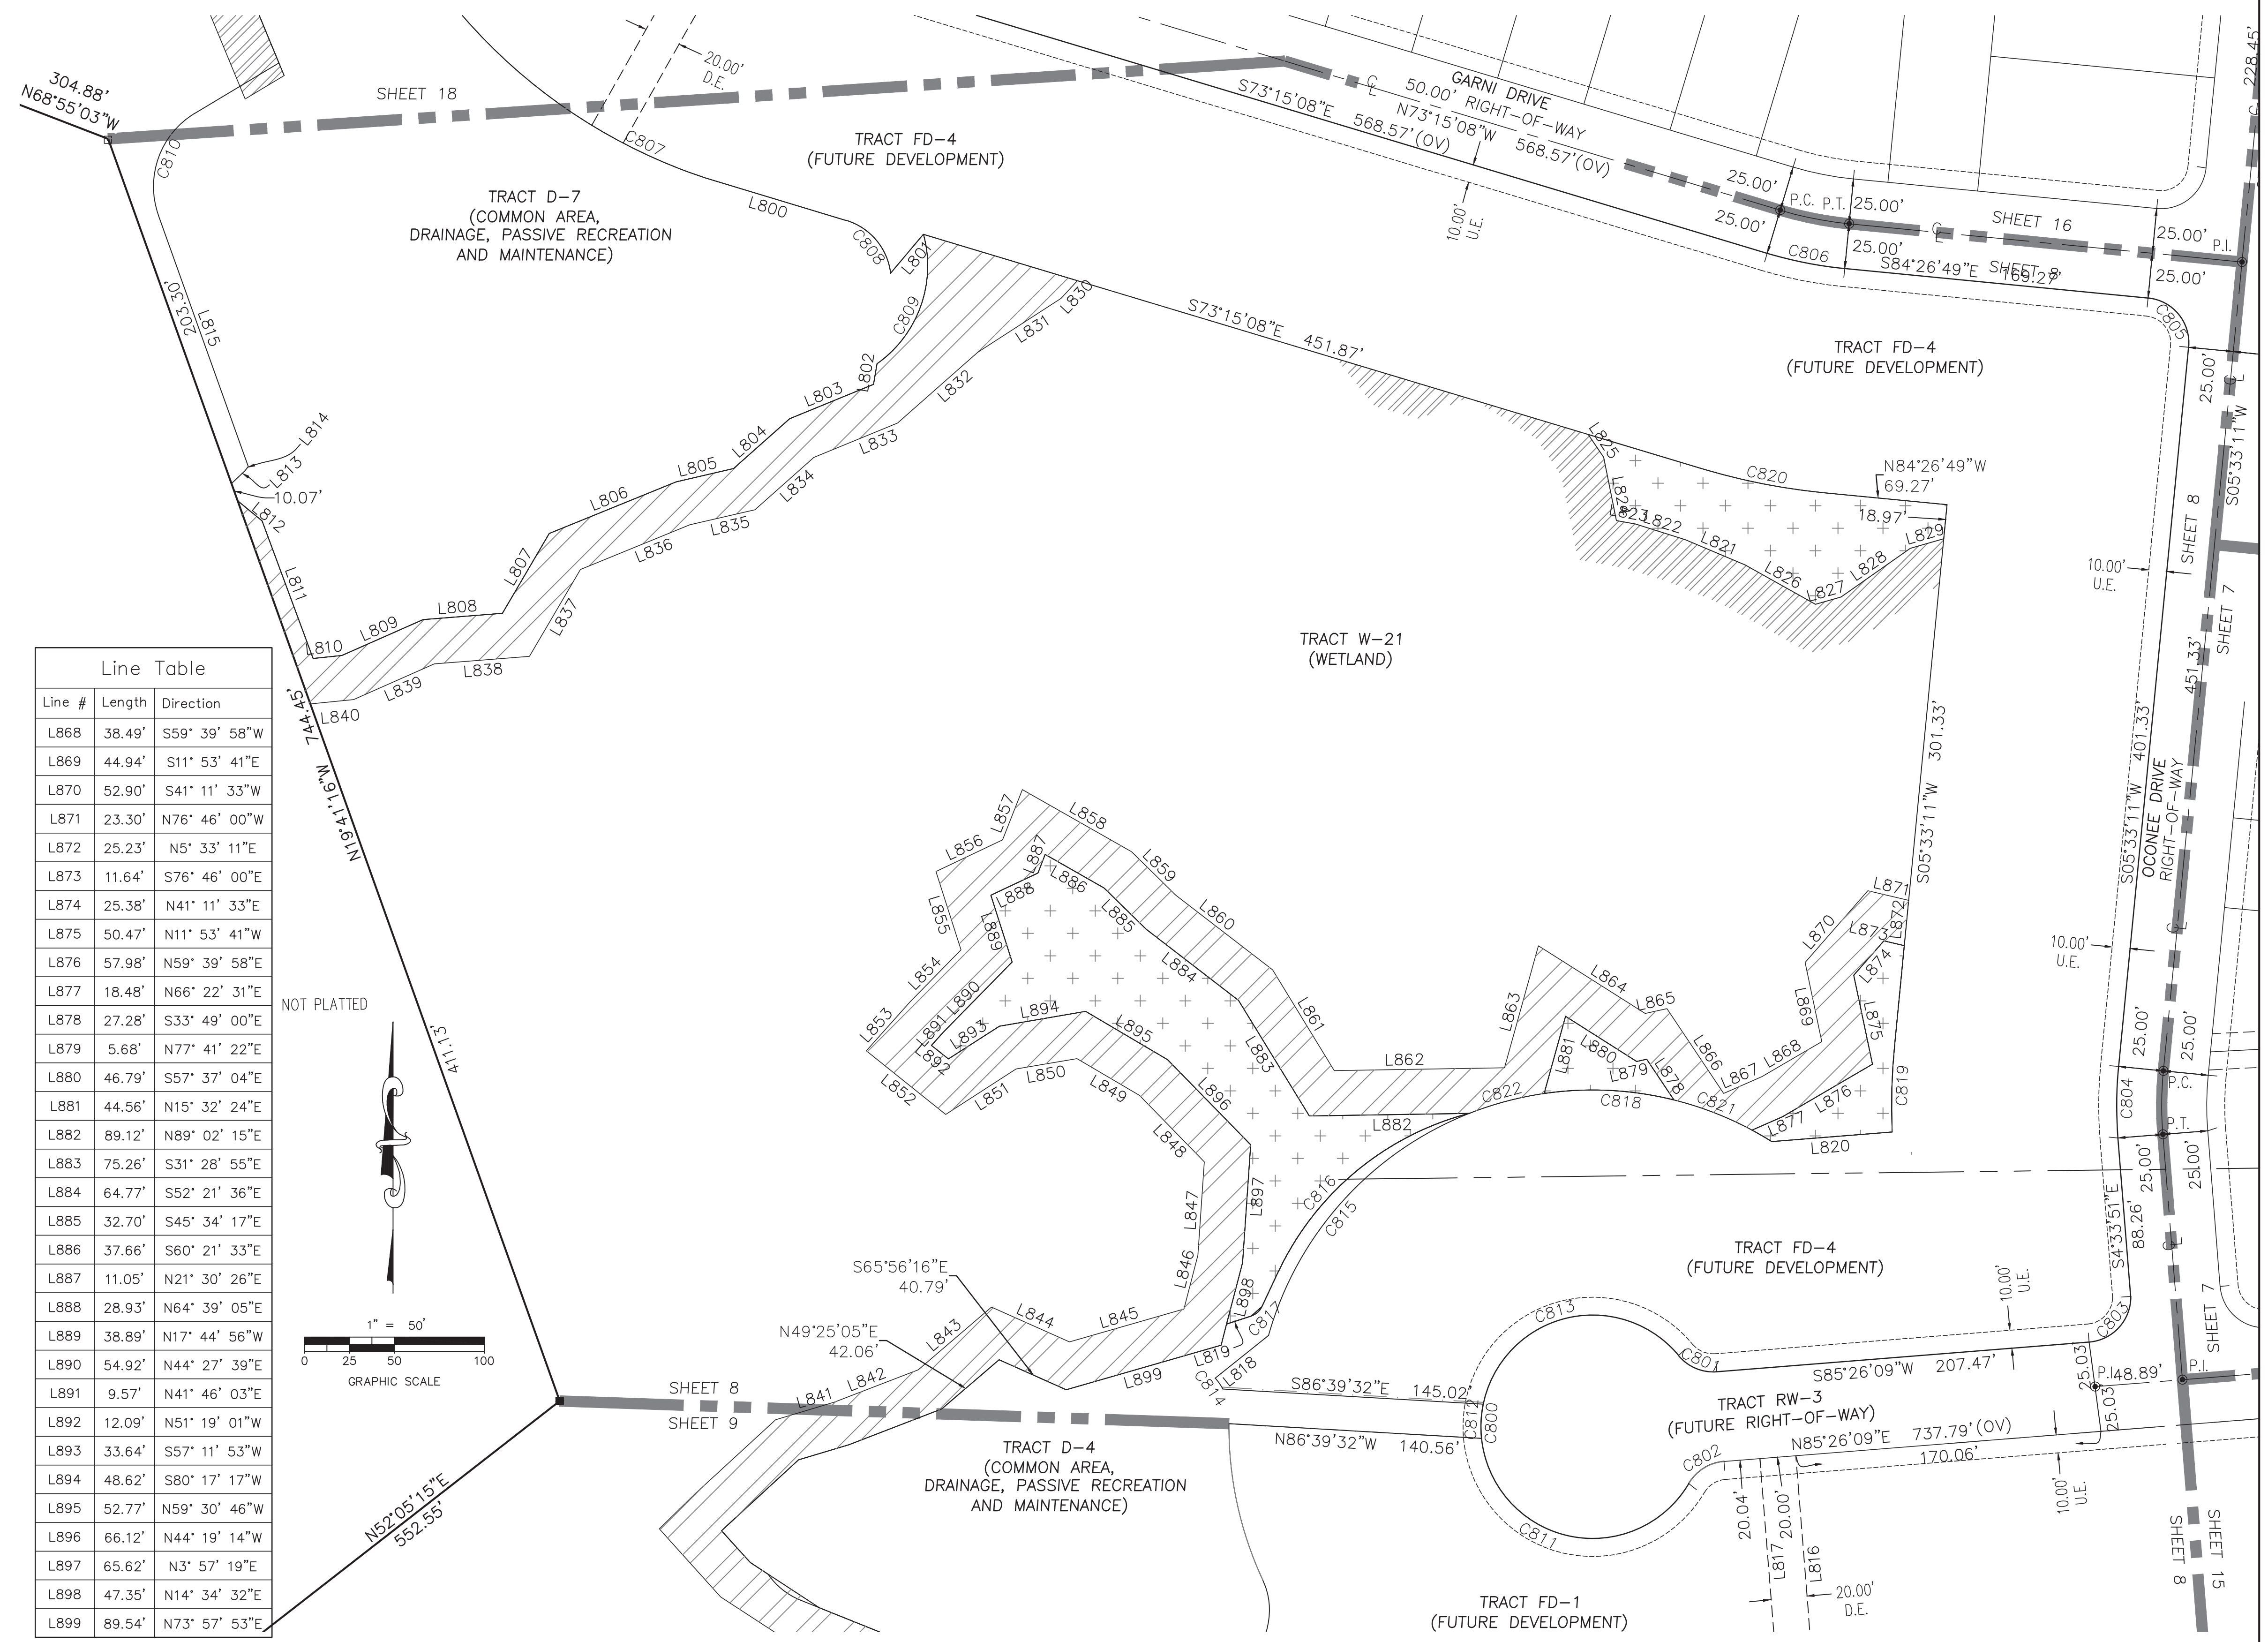 304.88'
N68°55'03"W
SHEET 18
C810
20.00'
D.E.
C807
TRACT FD-4
(FUTURE DEVELOPMENT)
TRACT D-7
(COMMON AREA,
DRAINAGE, PASSIVE RECREATION
AND MAINTENANCE)
L800
C808
L801
C809
L802
L803
L804
L805
L806
L807
L808
L809
L810
L811
L812
10.07'
L813
L814
L815
203.30'
L830
L831
L832
L833
L834
L835
L836
L837
L838
L839
L840
GARNI DRIVE
50.00' RIGHT-OF-WAY
C L
N73°15'08"W 568.57'(OV)
S73°15'08"E 568.57'(OV)
10.00'
U.E.
25.00'
25.00'
P.C.
P.T.
25.00'
25.00'
C L
SHEET 16
SHEET 8
C806
S84°26'49"E 169.27'
25.00'
25.00'
P.I.
228.45'
C L
C805
25.00'
S73°15'08"E 451.87'
TRACT FD-4
(FUTURE DEVELOPMENT)
L825
L824
L823
L822
L821
L826
L827
L828
L829
C820
N84°26'49"W
69.27'
18.97'
TRACT W-21
(WETLAND)
S05°33'11"W 301.33'
10.00'
U.E.
S05°33'11"W 451.33'
C L
SHEET 8
SHEET 7
S05°33'11"W 401.33'
OCONEE DRIVE
RIGHT-OF-WAY
C L
10.00'
U.E.
25.00'
25.00'
P.C.
C804
P.T.
25.00'
25.00'
S4°33'51"E
88.26'
C L
SHEET 7
C803
10.00'
U.E.
Line Table
Line # Length Direction
L868 38.49' S59° 39' 58"W
L869 44.94' S11° 53' 41"E
L870 52.90' S41° 11' 33"W
L871 23.30' N76° 46' 00"W
L872 25.23' N5° 33' 11"E
L873 11.64' S76° 46' 00"E
L874 25.38' N41° 11' 33"E
L875 50.47' N11° 53' 41"W
L876 57.98' N59° 39' 58"E
L877 18.48' N66° 22' 31"E
L878 27.28' S33° 49' 00"E
L879 5.68' N77° 41' 22"E
L880 46.79' S57° 37' 04"E
L881 44.56' N15° 32' 24"E
L882 89.12' N89° 02' 15"E
L883 75.26' S31° 28' 55"E
L884 64.77' S52° 21' 36"E
L885 32.70' S45° 34' 17"E
L886 37.66' S60° 21' 33"E
L887 11.05' N21° 30' 26"E
L888 28.93' N64° 39' 05"E
L889 38.89' N17° 44' 56"W
L890 54.92' N44° 27' 39"E
L891 9.57' N41° 46' 03"E
L892 12.09' N51° 19' 01"W
L893 33.64' S57° 11' 53"W
L894 48.62' S80° 17' 17"W
L895 52.77' N59° 30' 46"W
L896 66.12' N44° 19' 14"W
L897 65.62' N3° 57' 19"E
L898 47.35' N14° 34' 32"E
L899 89.54' N73° 57' 53"E
N19°41'16"W 744.45'
NOT PLATTED
411.13'
1" = 50'
0 25 50 100
GRAPHIC SCALE
N52°05'15"E
552.55'
L857
L858
L856
L859
L887
L886
L888
L885
L860
L855
L889
L884
L854
L890
L853
L891
L892
L893
L894
L895
L861
L883
L852
L851
L850
L849
L896
L848
L847
L897
L846
L862
L882
L863
L864
L865
L866
L867
L868
L869
L870
L871
L872
L873
L874
L875
L876
L877
L878
L879
L880
L881
C822
C818
C821
C819
L820
C816
C815
C817
L898
L819
L818
C814
S65°56'16"E
40.79'
N49°25'05"E
42.06'
L845
L844
L843
L842
L841
L899
SHEET 8
SHEET 9
TRACT D-4
(COMMON AREA,
DRAINAGE, PASSIVE RECREATION
AND MAINTENANCE)
S86°39'32"E 145.02'
N86°39'32"W 140.56'
C812
C800
C813
C801
C811
C802
TRACT FD-4
(FUTURE DEVELOPMENT)
S85°26'09"W 207.47'
TRACT RW-3
(FUTURE RIGHT-OF-WAY)
N85°26'09"E 737.79'(OV)
170.06'
25.03'
25.03'
P.I.
48.89'
P.I.
10.00'
U.E.
20.04'
20.00'
L817
L816
20.00'
D.E.
TRACT FD-1
(FUTURE DEVELOPMENT)
SHEET 8
SHEET 15